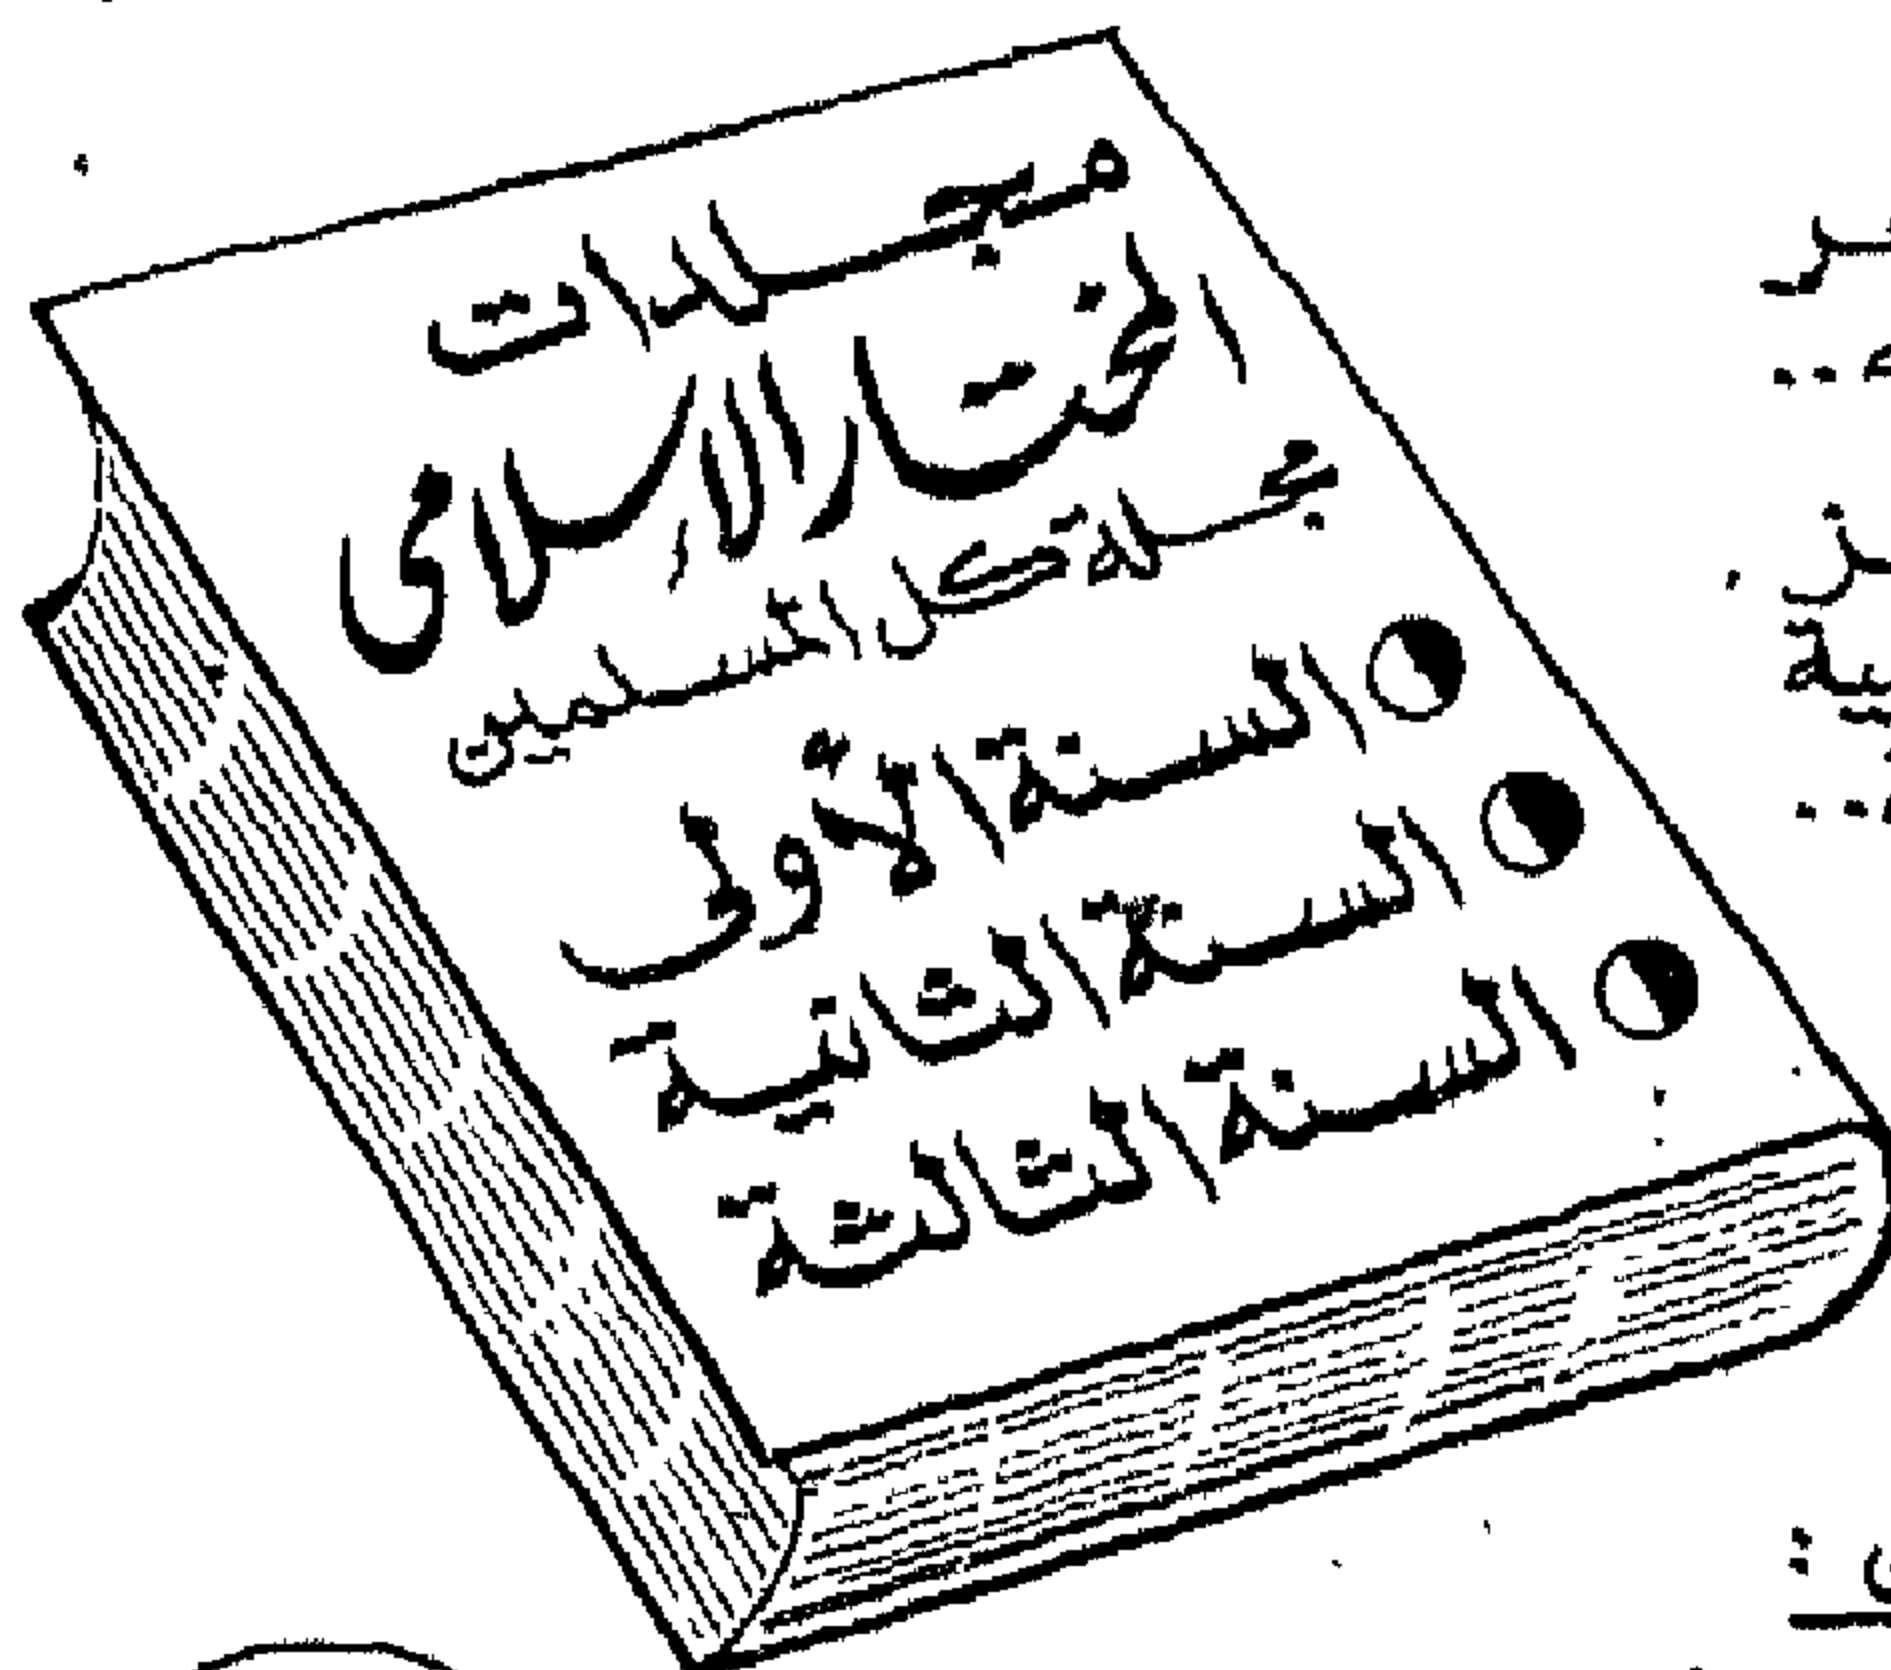 مجلدات
المختار الإسلامى
مجلة كل المسلمين
السنة الأولى
السنة الثانية
السنة الثالثة